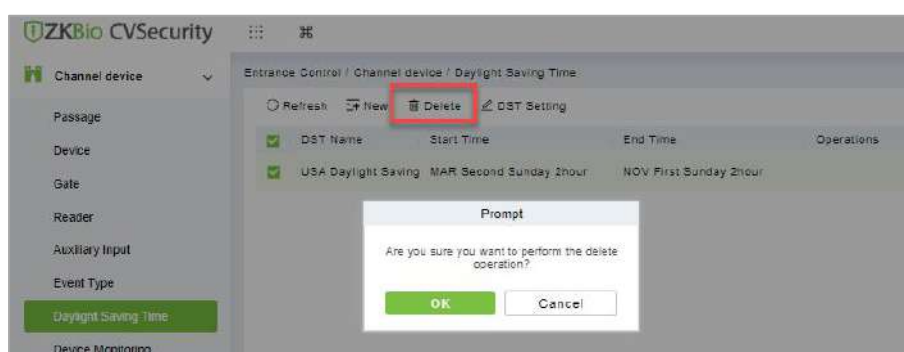 ZKBio CVSecurity
Channel device
Entrance Control / Channel device / Daylight Saving Time
Refresh New Delete DST Setting
Passage
DST Name Start Time End Time Operations
Device
USA Daylight Saving MAR Second Sunday 2hour NOV First Sunday 2hour
Gate
Reader
Prompt
Auxiliary Input
Are you sure you want to perform the delete
operation?
Event Type
OK Cancel
Daylight Saving Time
Device Monitoring